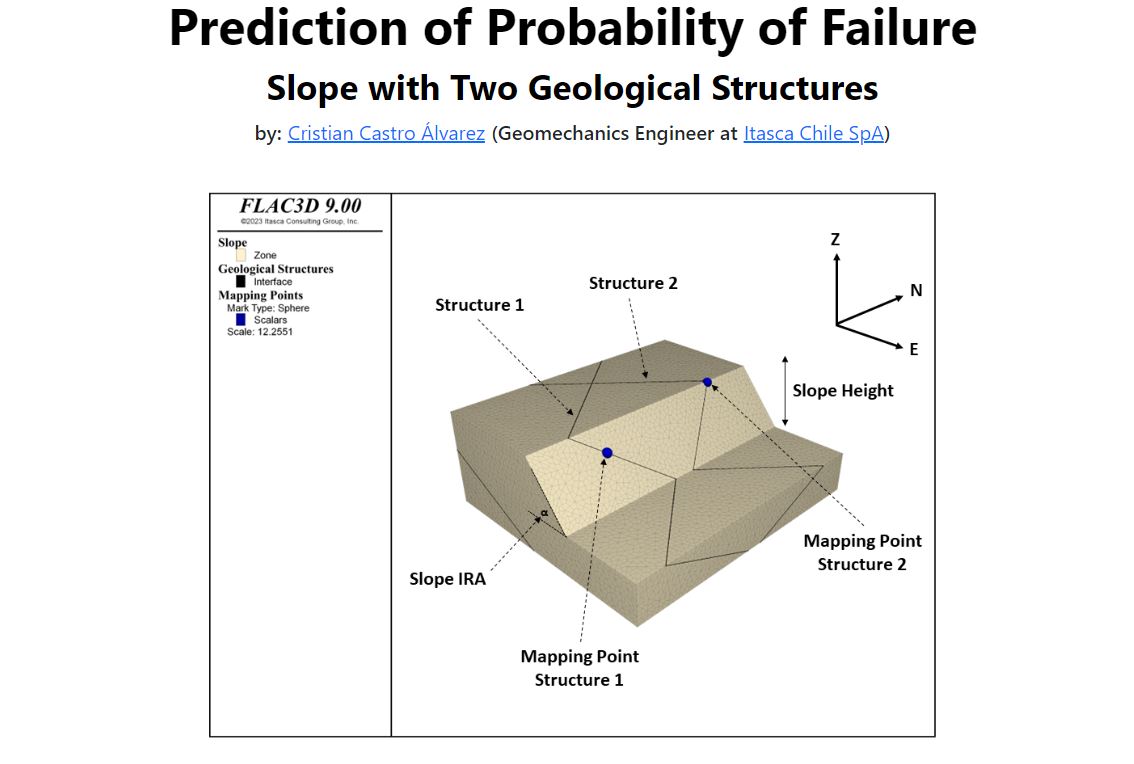 Prediction of Probability of Failure
Slope with Two Geological Structures
by: Cristian Castro Álvarez (Geomechanics Engineer at Itasca Chile SpA)
FLAC3D 9.00
©2023 Itasca Consulting Group, Inc.
Slope
Zone
Geological Structures
Interface
Mapping Points
Mark Type: Sphere
Scalars
Scale: 12.2551
Z
N
E
Structure 2
Structure 1
Slope Height
α
Slope IRA
Mapping Point
Structure 2
Mapping Point
Structure 1